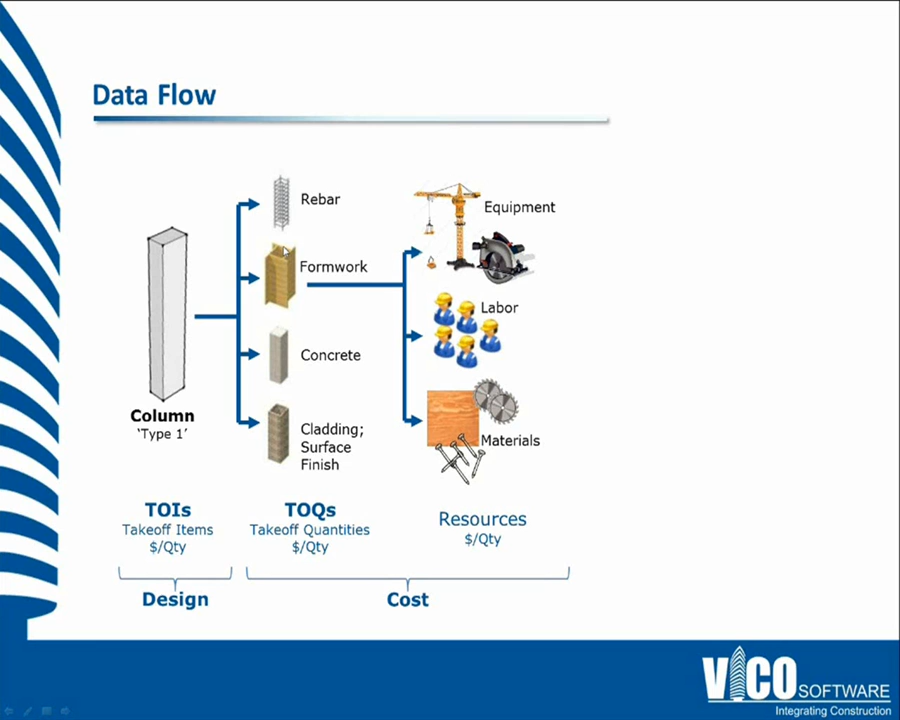 Data Flow
Rebar
Formwork
Concrete
Cladding;
Surface
Finish
Equipment
Labor
Materials
Column
‘Type 1’
TOIs
Takeoff Items
$/Qty
TOQs
Takeoff Quantities
$/Qty
Resources
$/Qty
Design
Cost
VICO SOFTWARE
Integrating Construction